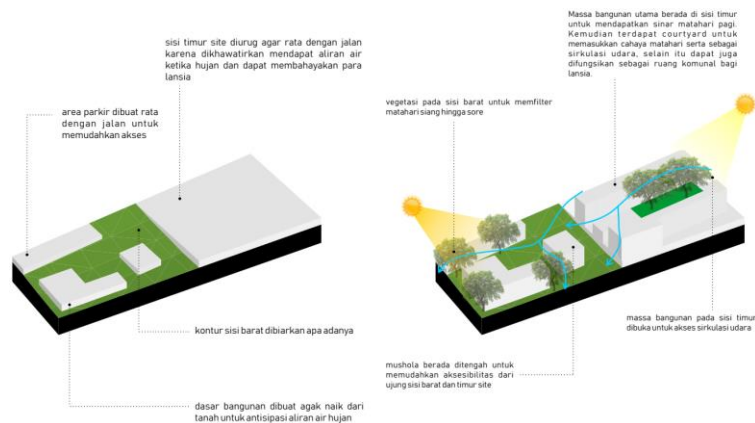 sisi timur site diurug agar rata dengan jalan
karena dikhawatirkan mendapat aliran air
ketika hujan dan dapat membahayakan para
lansia
area parkir dibuat rata
dengan jalan untuk
memudahkan akses
kontur sisi barat dibiarkan apa adanya
dasar bangunan dibuat agak naik dari
tanah untuk antisipasi aliran air hujan
Massa bangunan utama berada di sisi timur
untuk mendapatkan sinar matahari pagi.
Kemudian terdapat courtyard untuk
memasukkan cahaya matahari serta sebagai
sirkulasi udara, selain itu dapat juga
difungsikan sebagai ruang komunal bagi
lansia.
vegetasi pada sisi barat untuk memfilter
matahari siang hingga sore
massa bangunan pada sisi timur
dibuka untuk akses sirkulasi udara
mushola berada ditengah untuk
memudahkan aksesibilitas dari
ujung sisi barat dan timur site